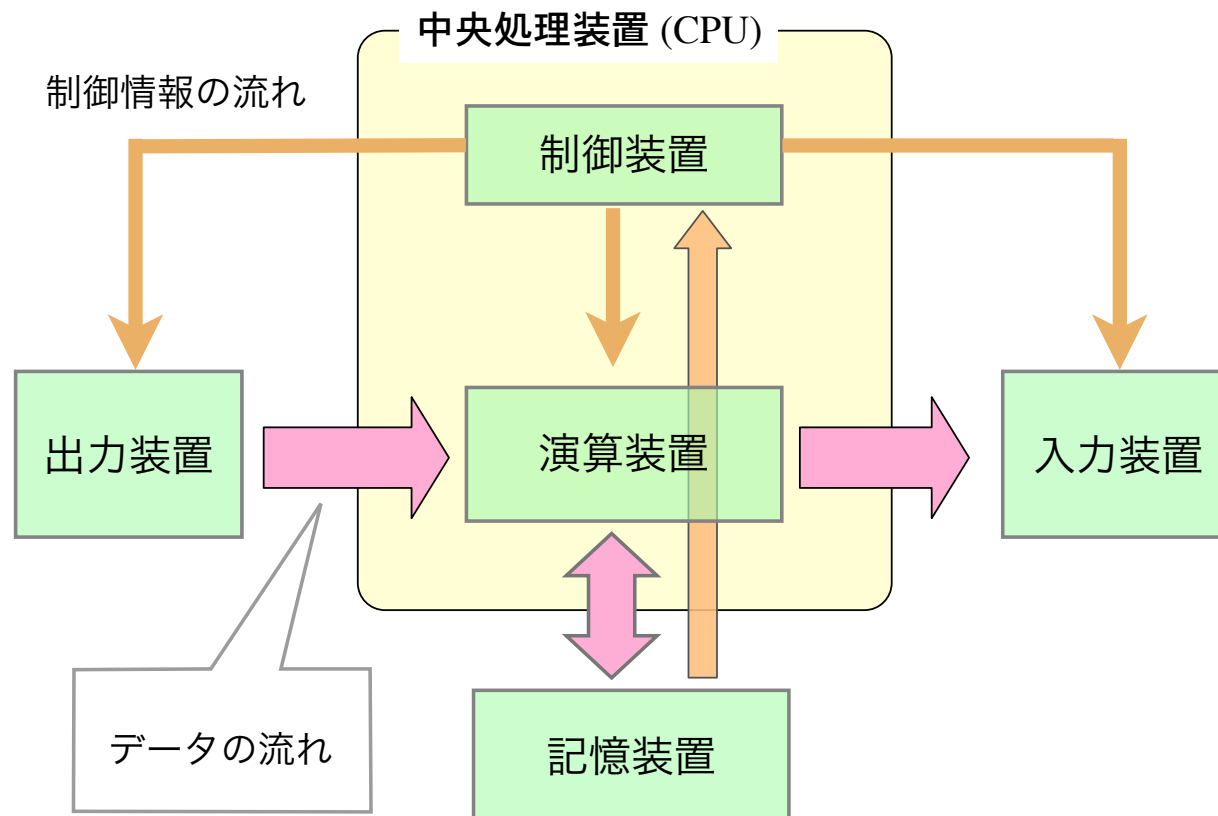 中央処理装置 (CPU)
制御情報の流れ
制御装置
出力装置
演算装置
入力装置
データの流れ
記憶装置